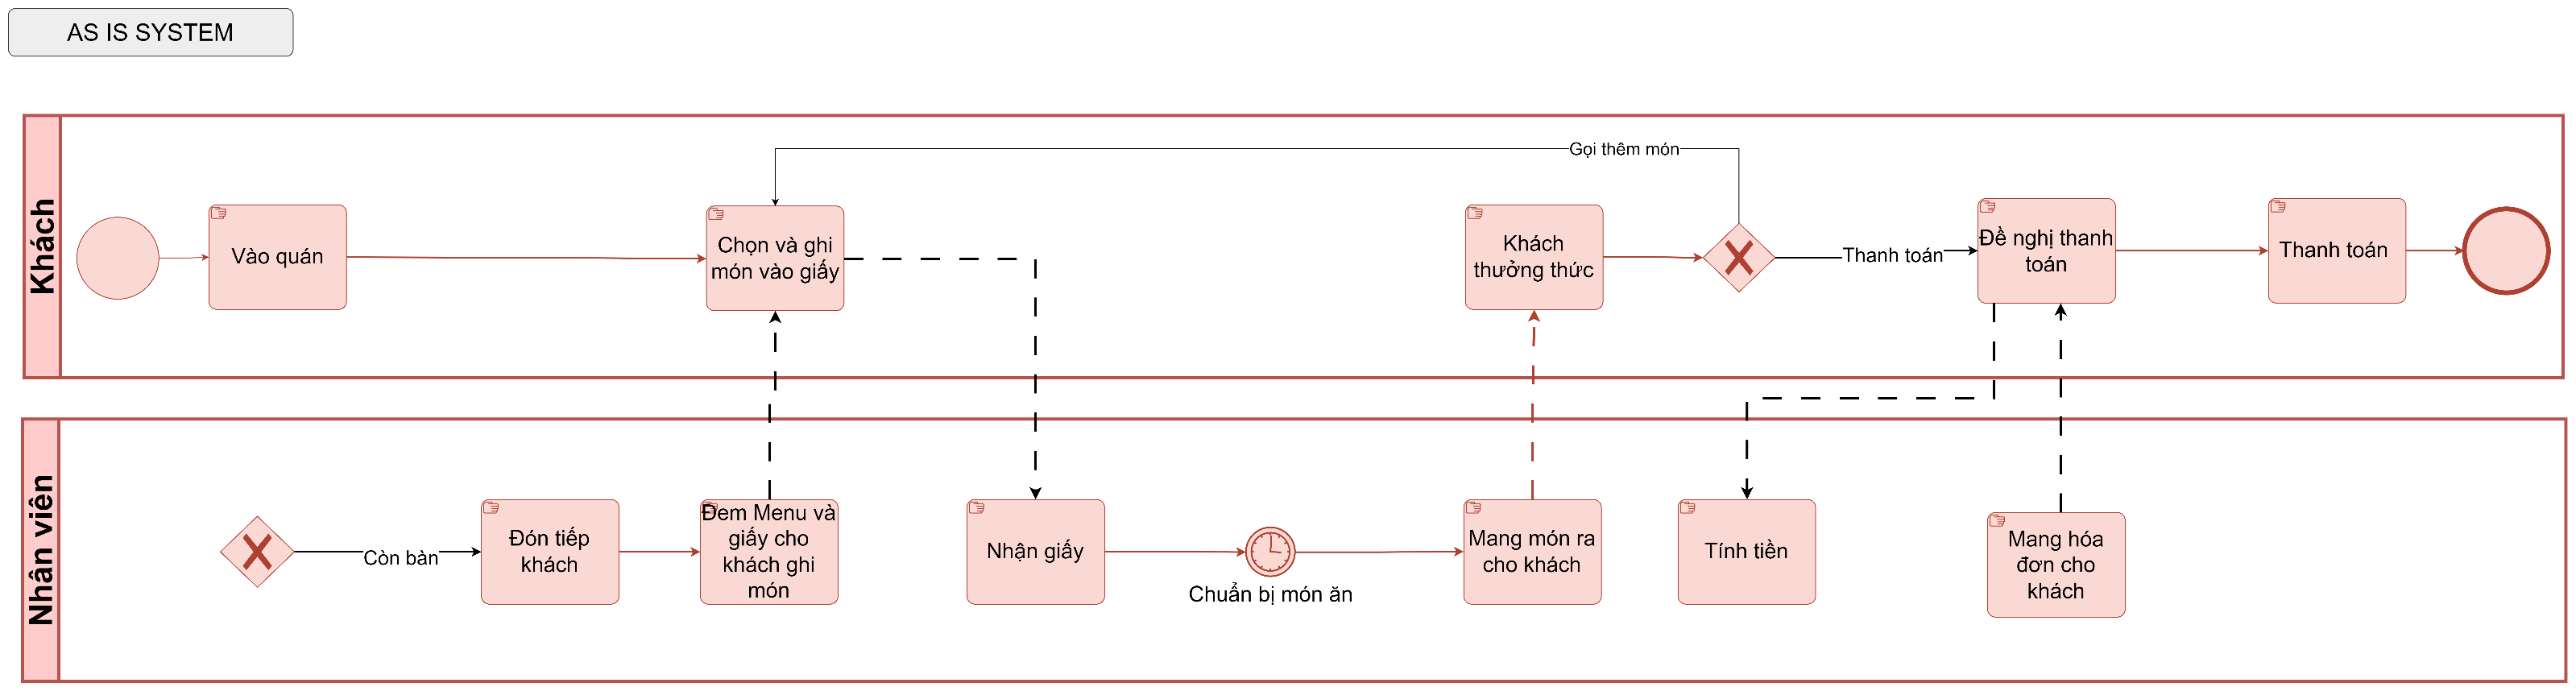 AS IS SYSTEM
Khách
Vào quán
Chọn và ghi
món vào giấy
Gọi thêm món
Khách
thưởng thức
Thanh toán
Đề nghị thanh
toán
Thanh toán
Nhân viên
Còn bàn
Đón tiếp
khách
Đem Menu và
giấy cho
khách ghi
món
Nhận giấy
Chuẩn bị món ăn
Mang món ra
cho khách
Tính tiền
Mang hóa
đơn cho
khách